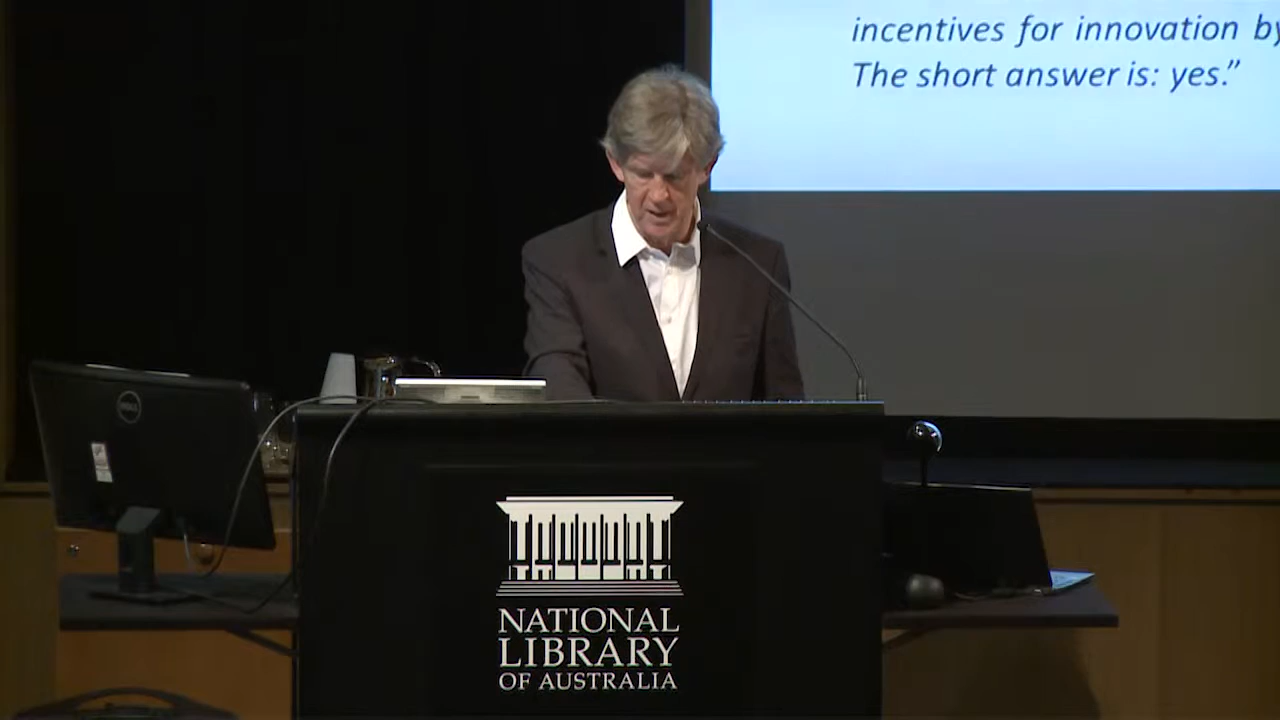 incentives for innovation by
The short answer is: yes.”
DELL
NATIONAL
LIBRARY
OF AUSTRALIA